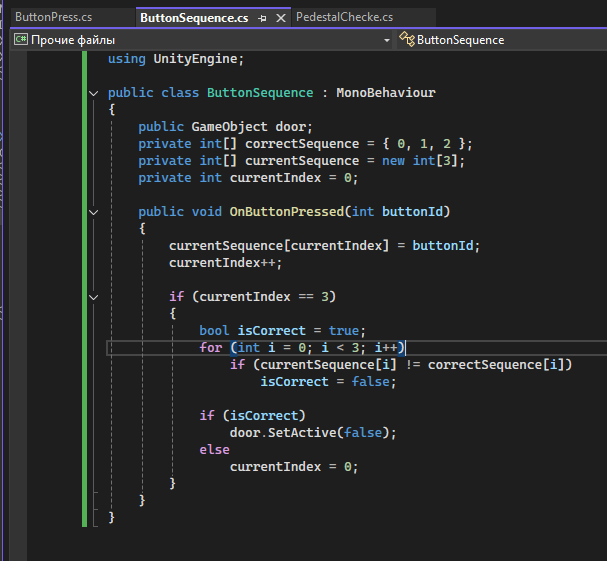 ButtonPress.cs ButtonSequence.cs PedestalChecke.cs
C# Прочие файлы ButtonSequence
using UnityEngine;
public class ButtonSequence : MonoBehaviour
{
public GameObject door;
private int[] correctSequence = { 0, 1, 2 };
private int[] currentSequence = new int[3];
private int currentIndex = 0;
public void OnButtonPressed(int buttonId)
{
currentSequence[currentIndex] = buttonId;
currentIndex++;
if (currentIndex == 3)
{
bool isCorrect = true;
for (int i = 0; i < 3; i++)
if (currentSequence[i] != correctSequence[i])
isCorrect = false;
if (isCorrect)
door.SetActive(false);
else
currentIndex = 0;
}
}
}